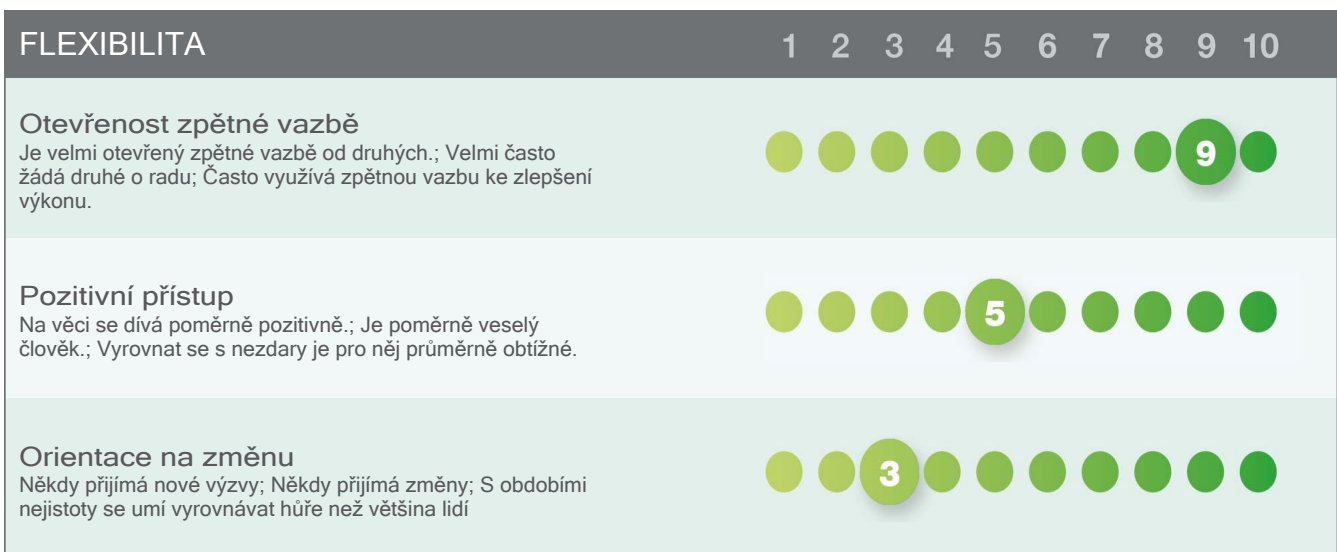 FLEXIBILITA 1 2 3 4 5 6 7 8 9 10
Otevřenost zpětné vazbě
Je velmi otevřený zpětné vazbě od druhých.; Velmi často
žádá druhé o radu; Často využívá zpětnou vazbu ke zlepšení
výkonu.
9
Pozitivní přístup
Na věci se dívá poměrně pozitivně.; Je poměrně veselý
člověk.; Vyrovnat se s nezdary je pro něj průměrně obtížné.
5
Orientace na změnu
Někdy přijímá nové výzvy; Někdy přijímá změny; S obdobími
nejistoty se umí vyrovnávat hůře než většina lidí
3